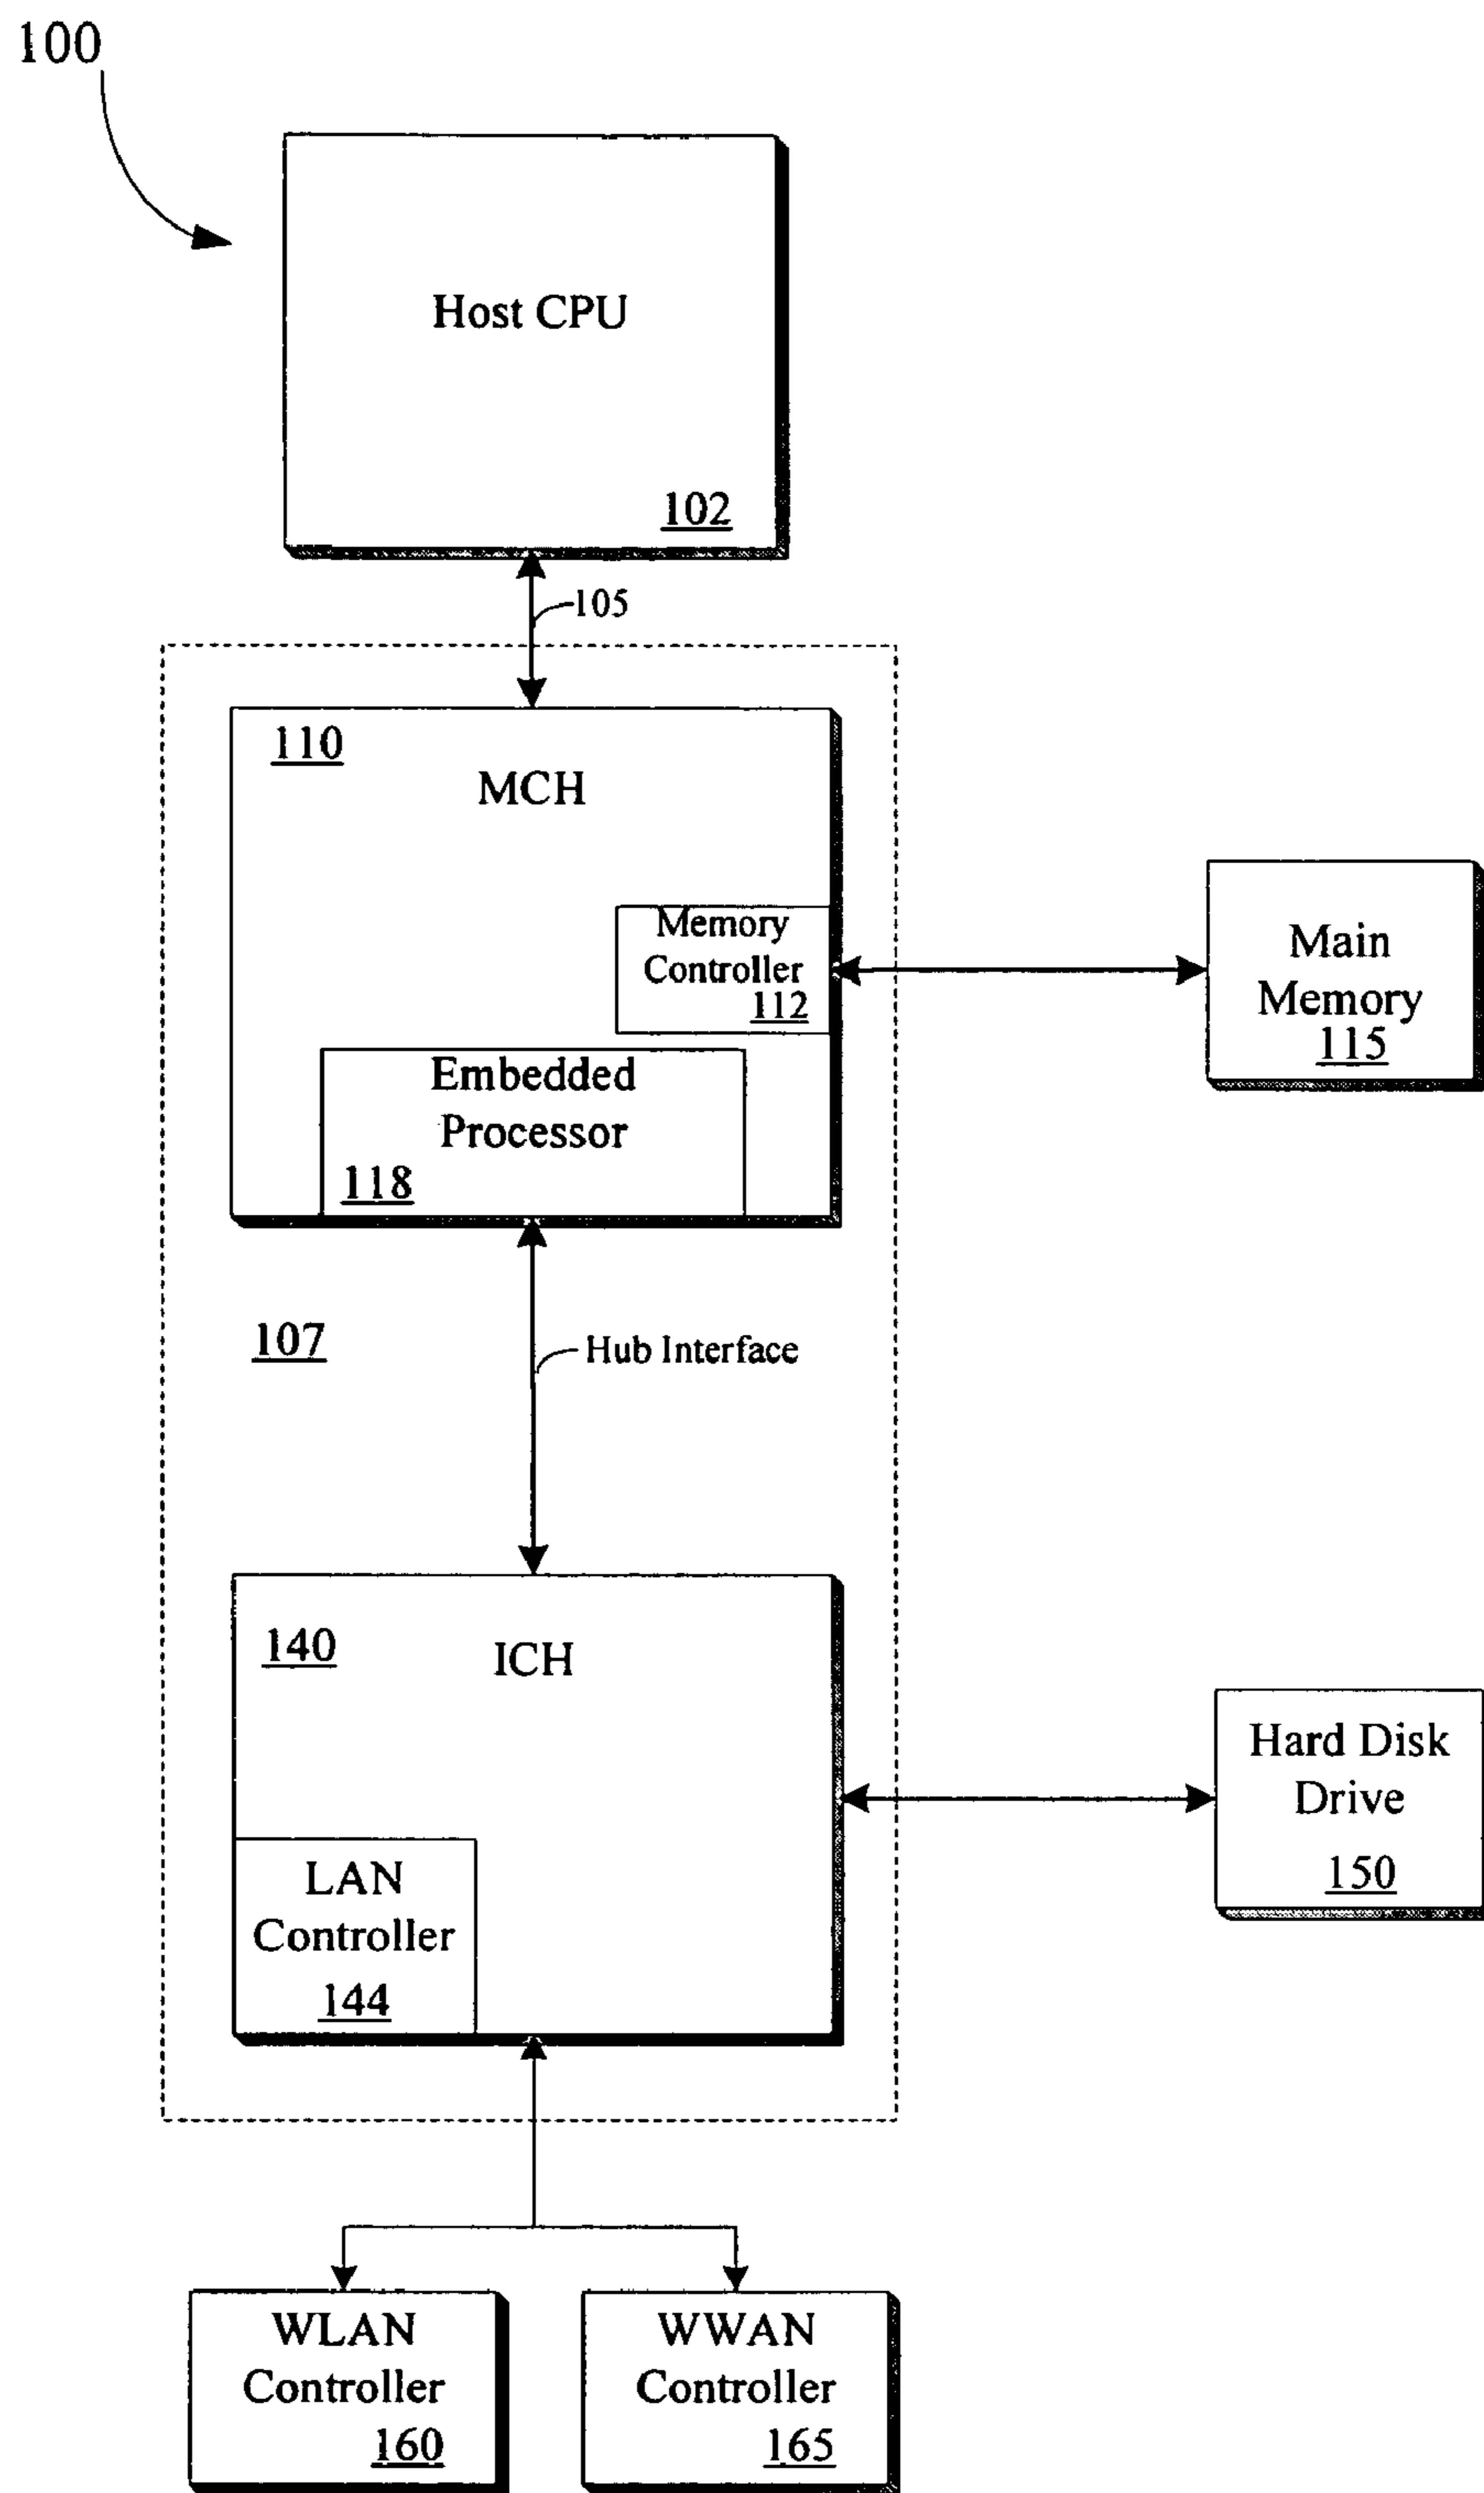 100
Host CPU
102
105
110
MCH
Memory
Controller
112
Main
Memory
115
Embedded
Processor
118
107
Hub Interface
140
ICH
Hard Disk
Drive
150
LAN
Controller
144
WLAN
Controller
160
WWAN
Controller
165